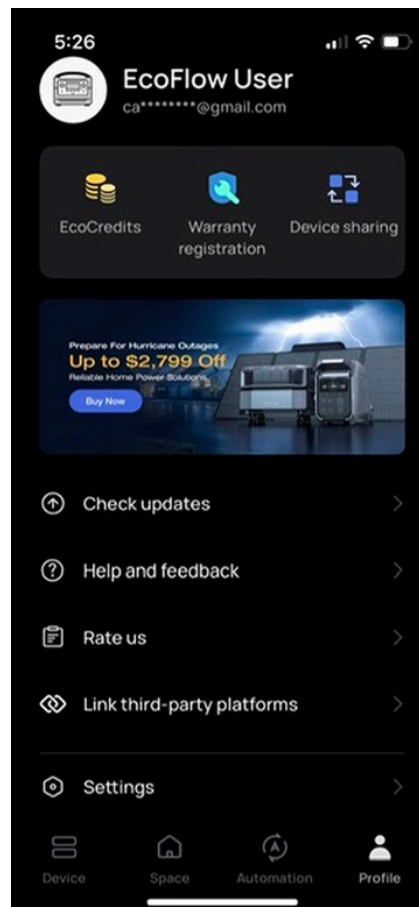 5:26
EcoFlow User
ca********@gmail.com
EcoCredits
Warranty
registration
Device sharing
Prepare For Hurricane Outages
Up to $2,799 Off
Reliable Home Power Solutions
Buy Now
Check updates
Help and feedback
Rate us
Link third-party platforms
Settings
Device
Space
Automation
Profile